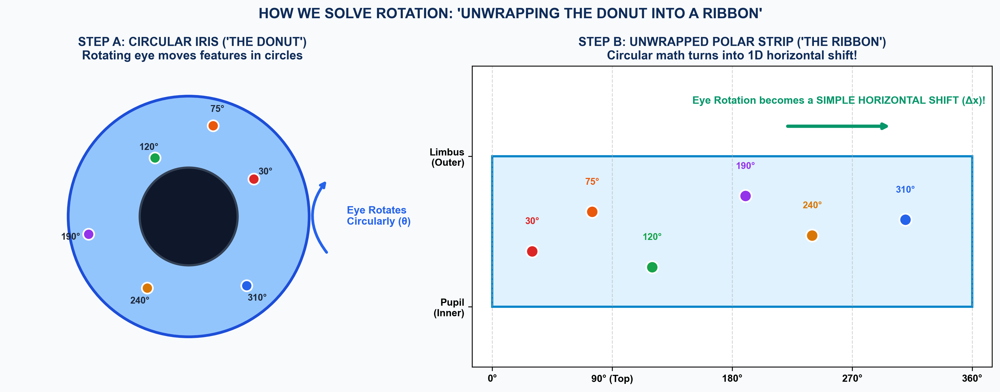 HOW WE SOLVE ROTATION: 'UNWRAPPING THE DONUT INTO A RIBBON'
STEP A: CIRCULAR IRIS ('THE DONUT')
Rotating eye moves features in circles
75°
120°
30°
190°
240°
310°
Eye Rotates
Circularly (θ)
STEP B: UNWRAPPED POLAR STRIP ('THE RIBBON')
Circular math turns into 1D horizontal shift!
Eye Rotation becomes a SIMPLE HORIZONTAL SHIFT (Δx)!
Limbus
(Outer)
190°
75°
310°
240°
30°
120°
Pupil
(Inner)
0°
90° (Top)
180°
270°
360°